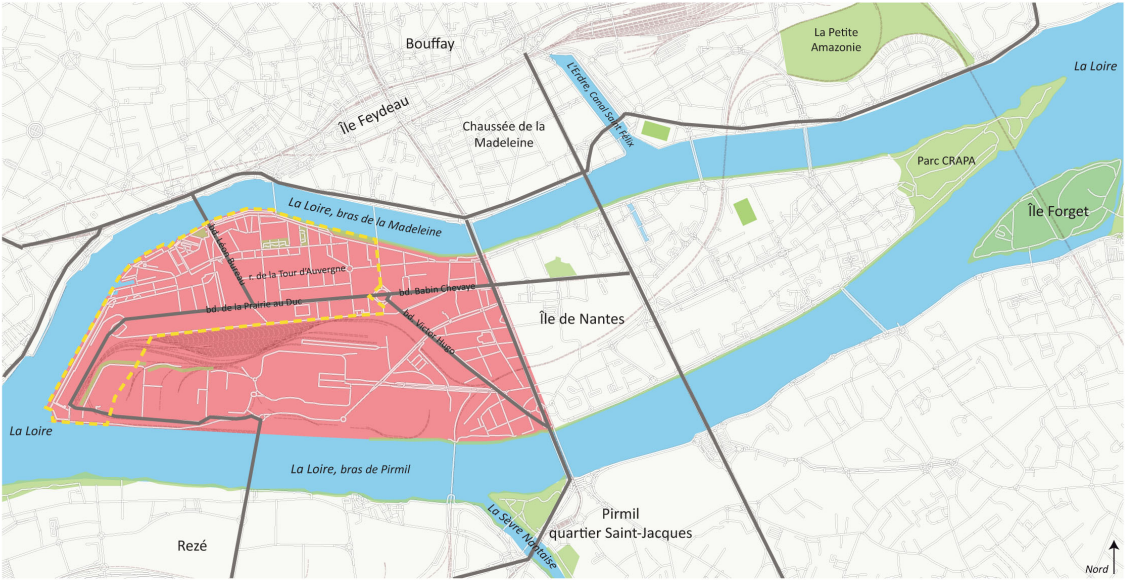 La Petite
Amazonie
Bouffay
La Loire
L'Erdre, Canal Saint Félix
Île Feydeau
Chaussée de la
Madeleine
Parc CRAPA
La Loire, bras de la Madeleine
Île Forget
bd. Léon Bureau
r. de la Tour d'Auvergne
bd. Babin Chevaye
bd. de la Prairie au Duc
Île de Nantes
bd. Victor Hugo
La Loire
La Loire, bras de Pirmil
La Sèvre Nantaise
Pirmil
quartier Saint-Jacques
Rezé
Nord